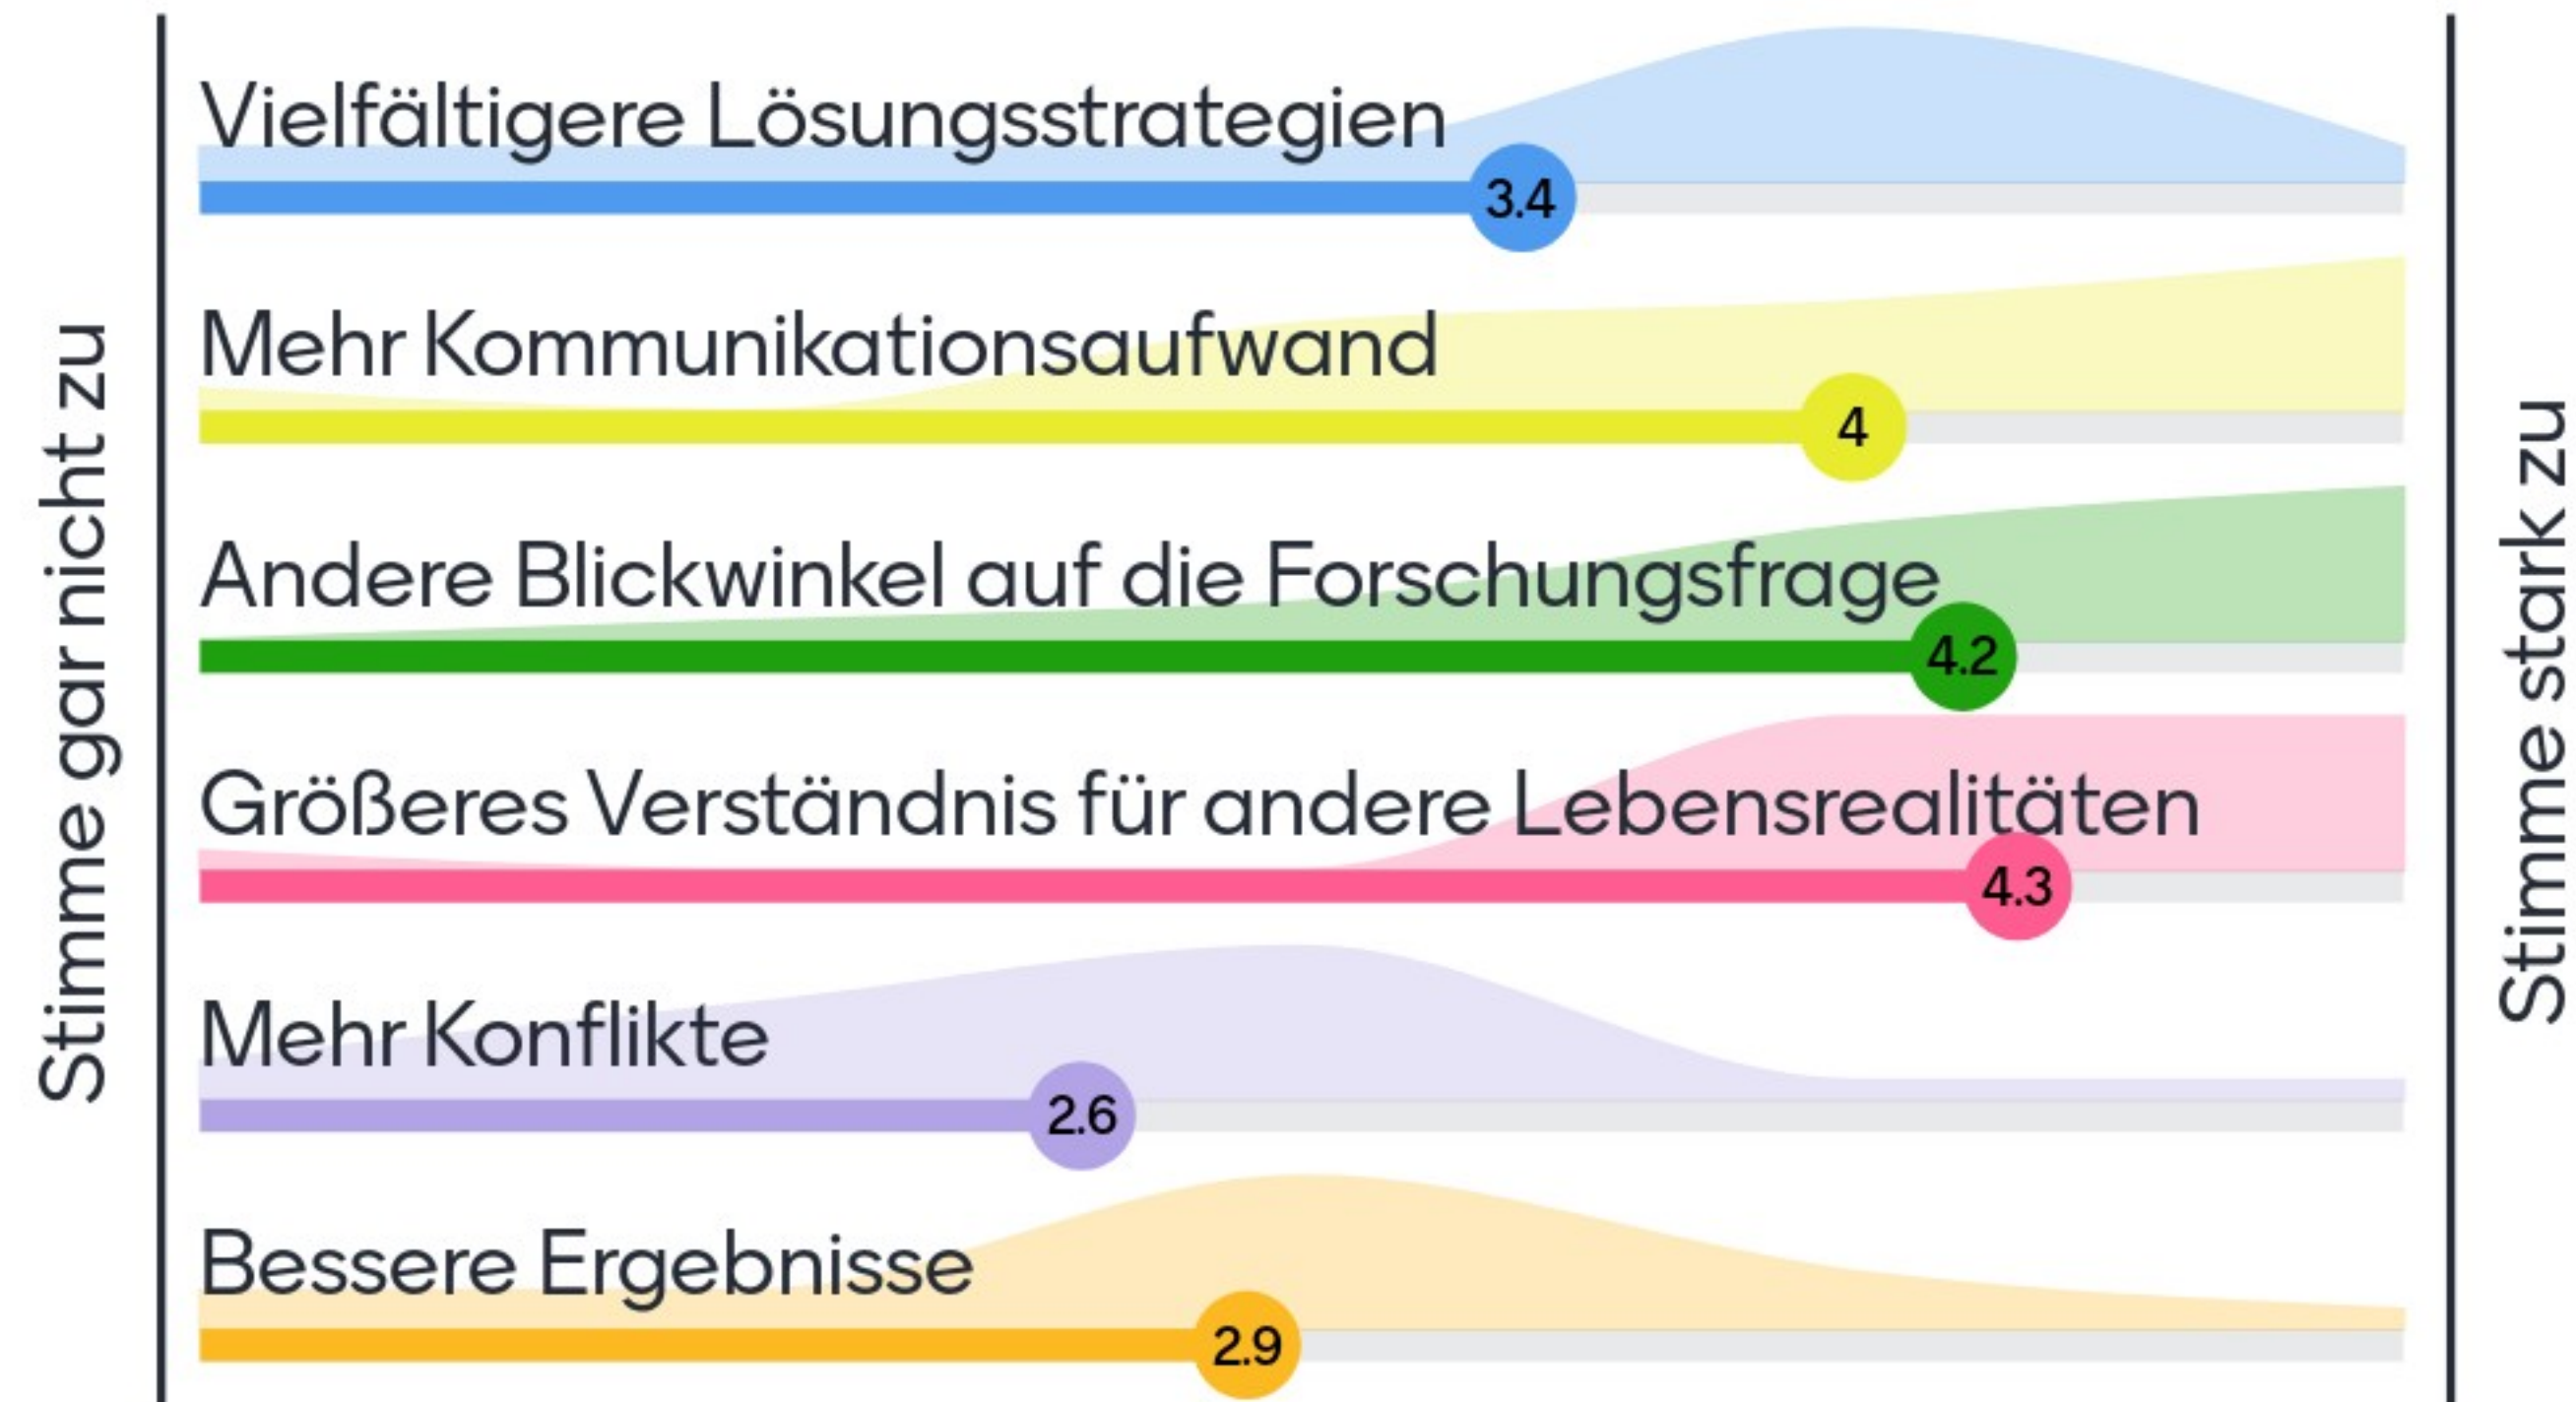 Stimme gar nicht zu
Vielfältigere Lösungsstrategien
3.4
Mehr Kommunikationsaufwand
4
Andere Blickwinkel auf die Forschungsfrage
4.2
Größeres Verständnis für andere Lebensrealitäten
4.3
Mehr Konflikte
2.6
Bessere Ergebnisse
2.9
Stimme stark zu